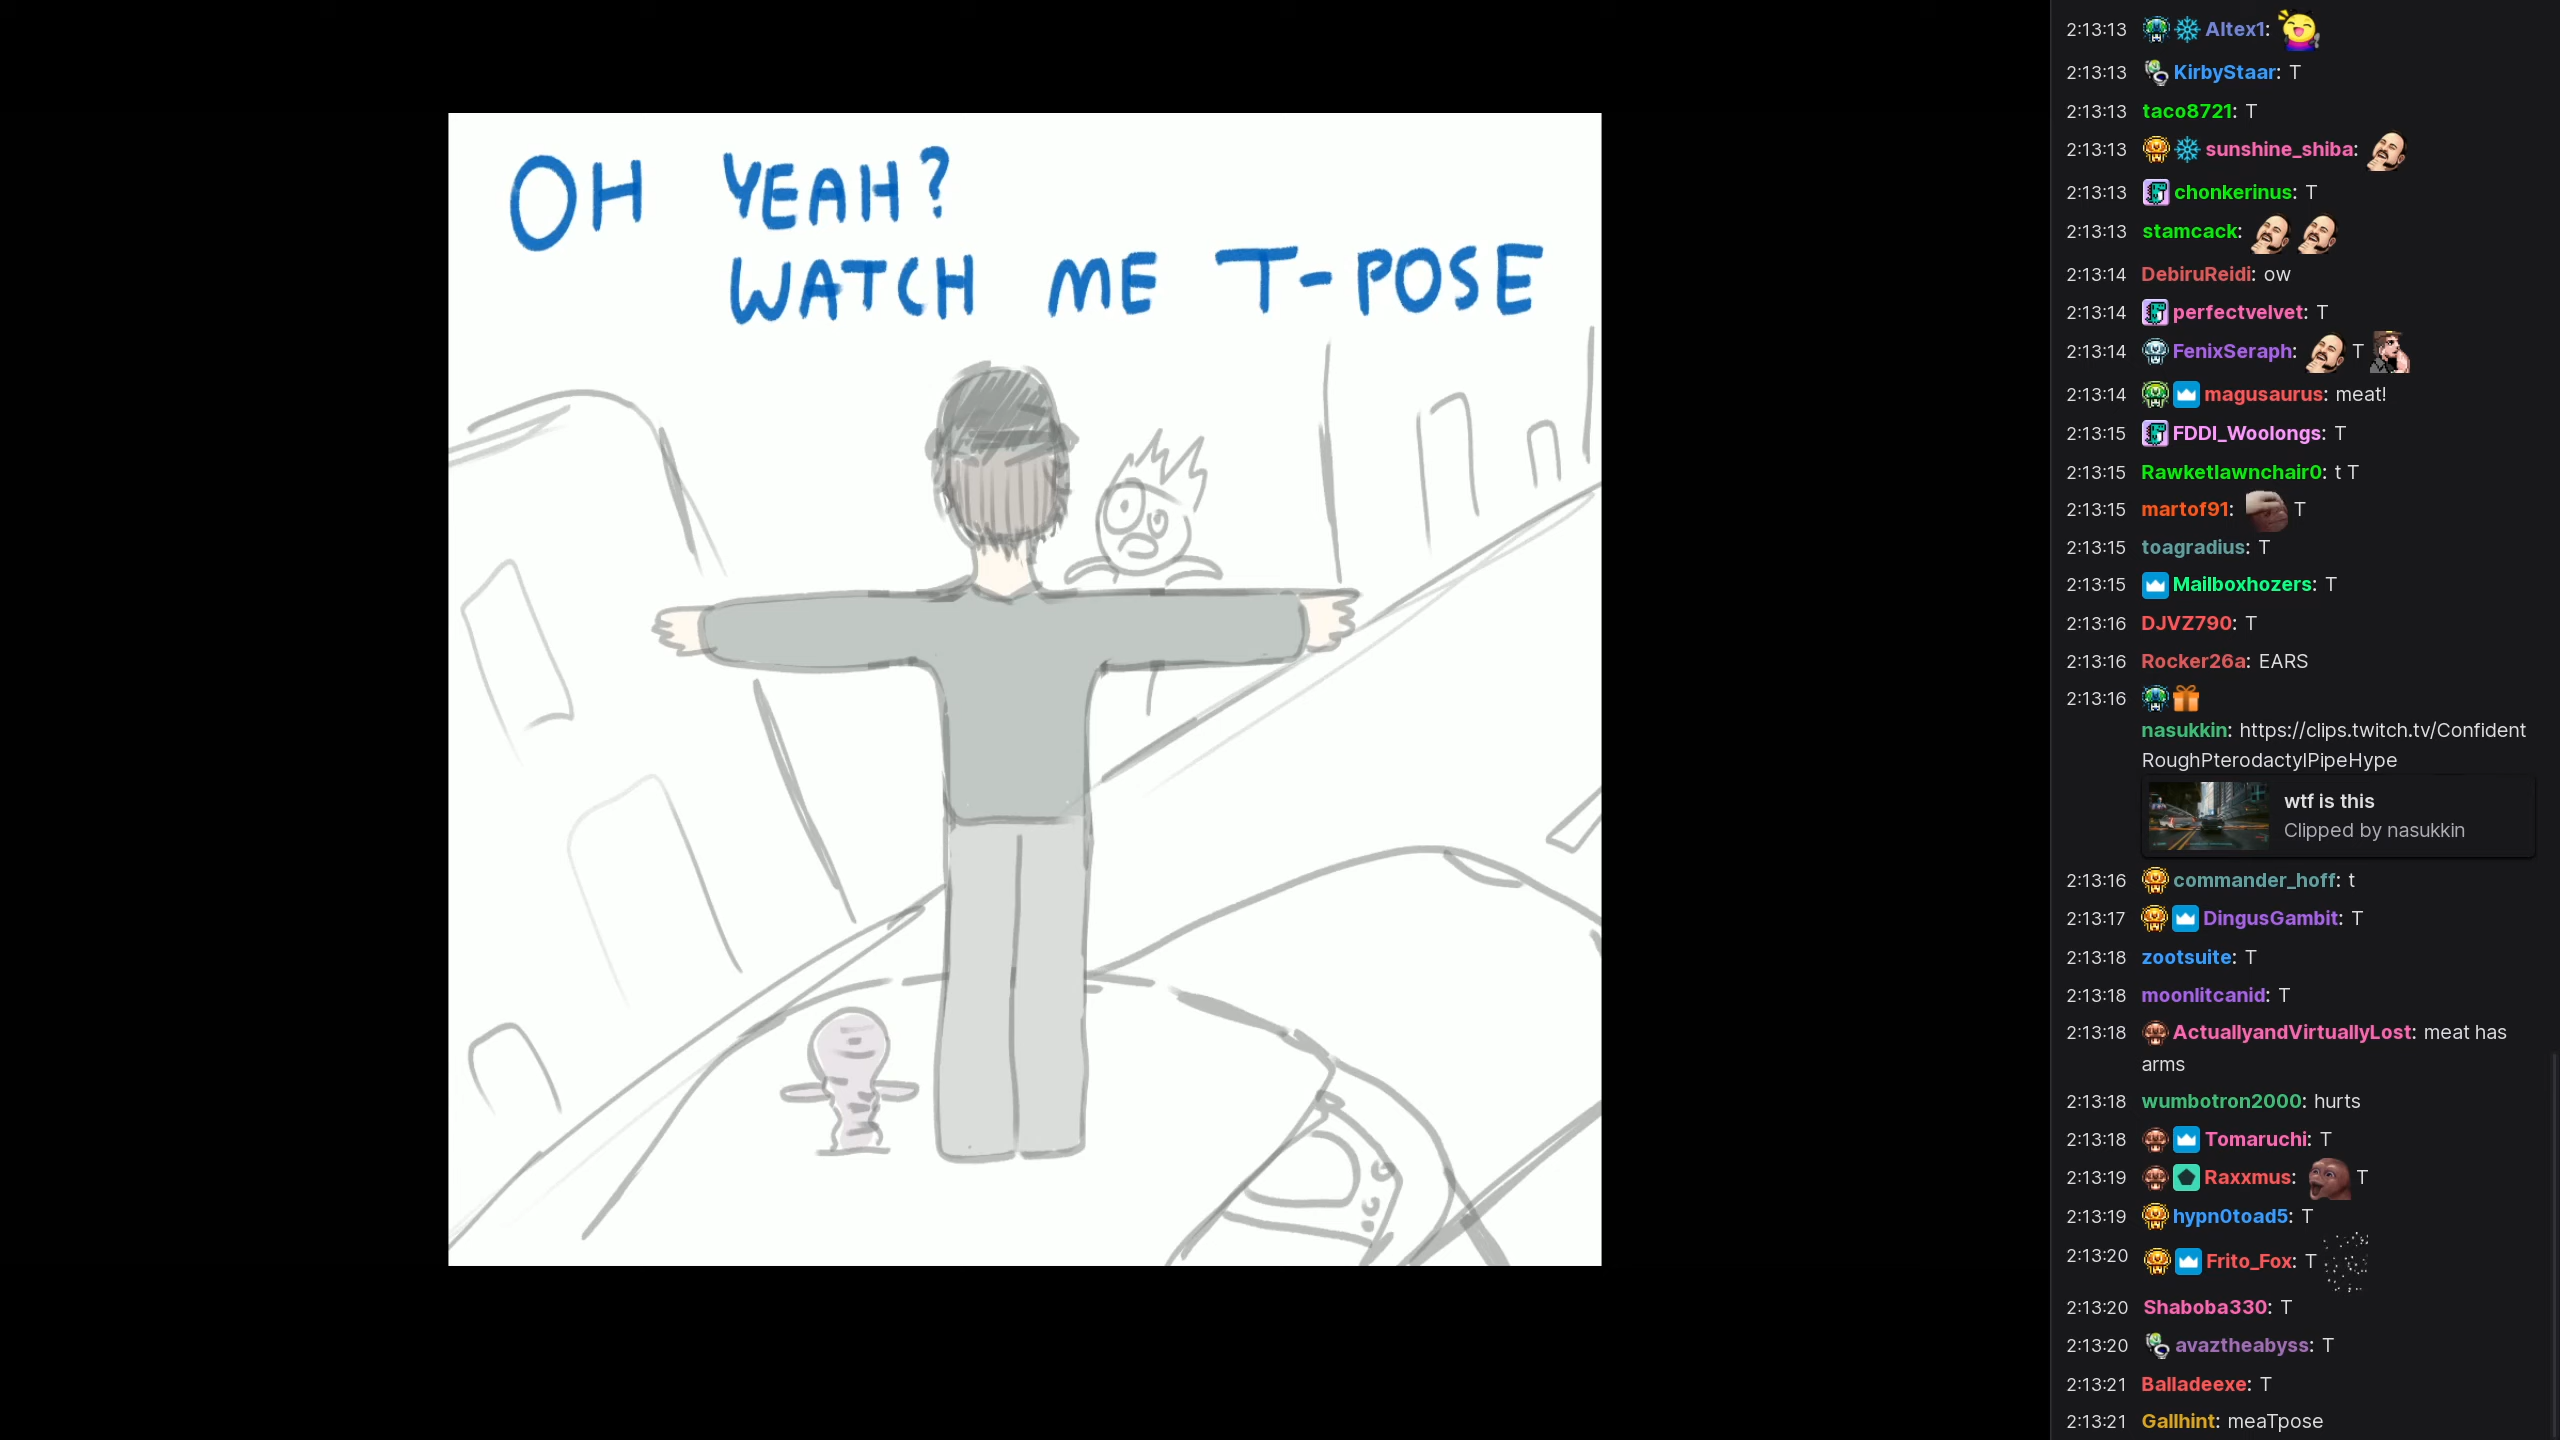 OH YEAH?
WATCH ME T-POSE
2:13:13 Altex1:
2:13:13 KirbyStaar: T
2:13:13 taco8721: T
2:13:13 sunshine_shiba:
2:13:13 chonkerinus: T
2:13:13 stamcack:
2:13:14 DebiruReidi: ow
2:13:14 perfectvelvet: T
2:13:14 FenixSeraph: T
2:13:14 magusaurus: meat!
2:13:15 FDDI_Woolongs: T
2:13:15 Rawketlawnchair0: t T
2:13:15 martof91: T
2:13:15 toagradius: T
2:13:15 Mailboxhozers: T
2:13:16 DJVZ790: T
2:13:16 Rocker26a: EARS
2:13:16
nasukkin: https://clips.twitch.tv/Confident
RoughPterodactylPipeHype
wtf is this
Clipped by nasukkin
2:13:16 commander_hoff: t
2:13:17 DingusGambit: T
2:13:18 zootsuite: T
2:13:18 moonlitcanid: T
2:13:18 ActuallyandVirtuallyLost: meat has
arms
2:13:18 wumbotron2000: hurts
2:13:18 Tomaruchi: T
2:13:19 Raxxmus: T
2:13:19 hypn0toad5: T
2:13:20 Frito_Fox: T
2:13:20 Shaboba330: T
2:13:20 avaztheabyss: T
2:13:21 Balladeexe: T
2:13:21 Gallhint: meaTpose